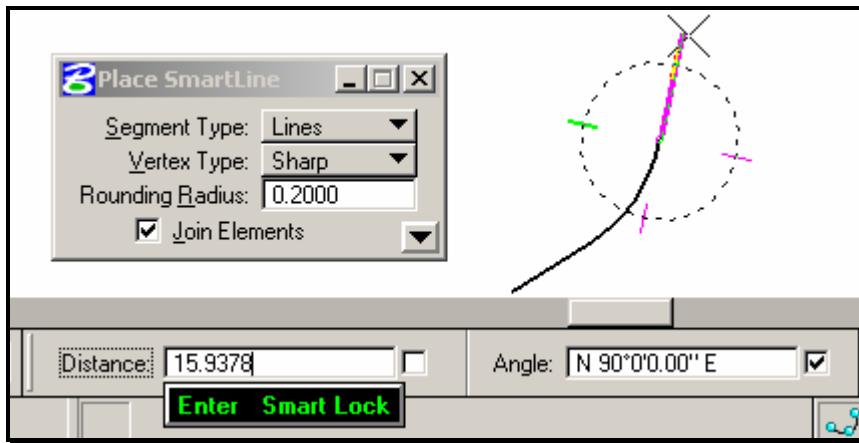 Place SmartLine
Segment Type: Lines
Vertex Type: Sharp
Rounding Radius: 0.2000
Join Elements
Distance: 15.9378 Angle: N 90°0'0.00" E
Enter Smart Lock